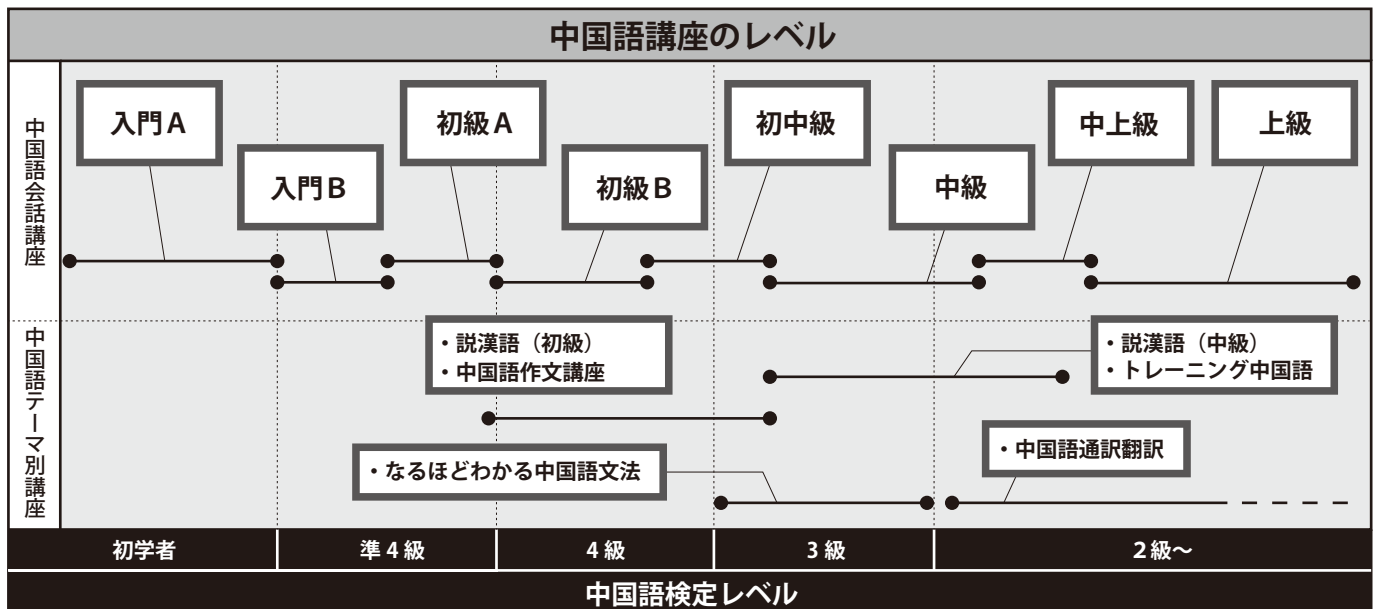 中国語講座のレベル
中国語会話講座
入門A
初級A
初中級
中上級
上級
入門B
初級B
中級
中国語テーマ別講座
・説漢語（初級）
・中国語作文講座
・説漢語（中級）
・トレーニング中国語
・なるほどわかる中国語文法
・中国語通訳翻訳
初学者
準4級
4級
3級
2級～
中国語検定レベル